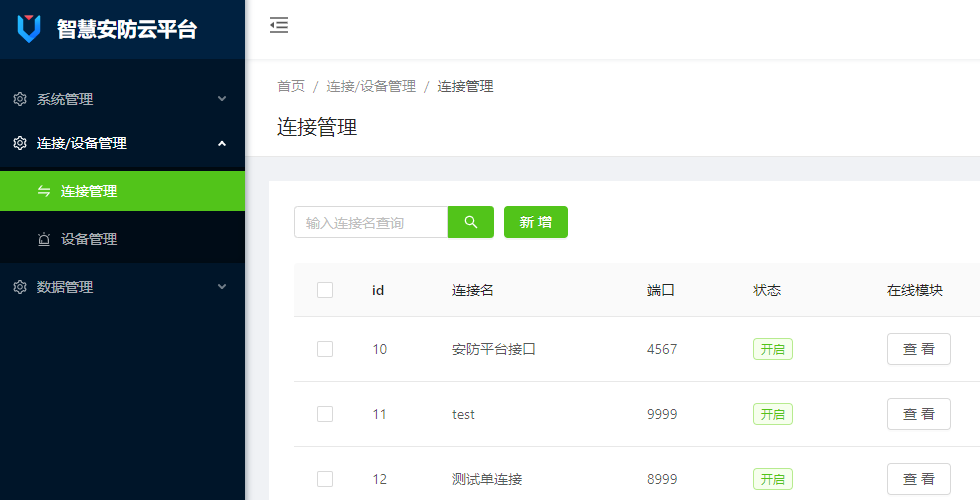 智慧安防云平台
系统管理
连接/设备管理
连接管理
设备管理
数据管理
首页 / 连接/设备管理 / 连接管理
连接管理
输入连接名查询 新 增
id 连接名 端口 状态 在线模块
10 安防平台接口 4567 开启 查 看
11 test 9999 开启 查 看
12 测试单连接 8999 开启 查 看